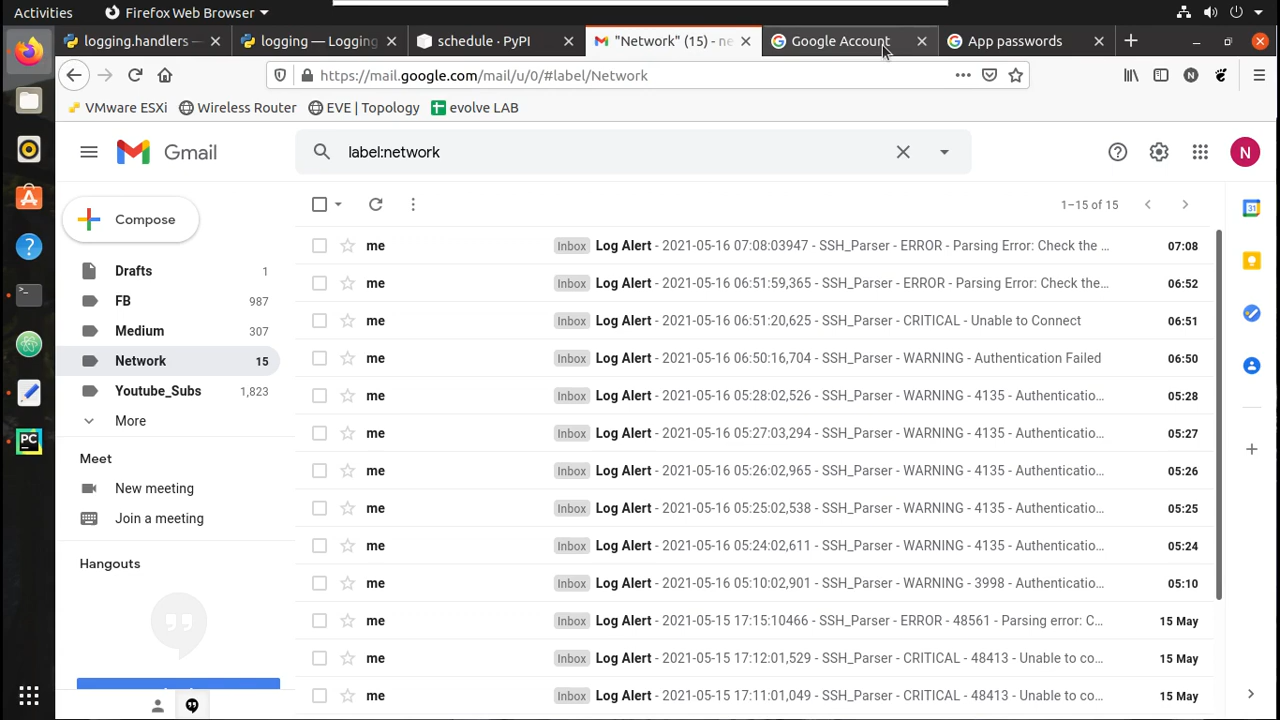 Activities Firefox Web Browser
logging.handlers — logging — Logging schedule · PyPI "Network" (15) - ne Google Account App passwords
https://mail.google.com/mail/u/0/#label/Network
VMware ESXi Wireless Router EVE | Topology evolve LAB
Gmail label:network N
Compose 1–15 of 15
Drafts 1
FB 987
Medium 307
Network 15
Youtube_Subs 1,823
More
Meet
New meeting
Join a meeting
Hangouts
me Inbox Log Alert - 2021-05-16 07:08:03947 - SSH_Parser - ERROR - Parsing Error: Check the … 07:08
me Inbox Log Alert - 2021-05-16 06:51:59,365 - SSH_Parser - ERROR - Parsing Error: Check the… 06:52
me Inbox Log Alert - 2021-05-16 06:51:20,625 - SSH_Parser - CRITICAL - Unable to Connect 06:51
me Inbox Log Alert - 2021-05-16 06:50:16,704 - SSH_Parser - WARNING - Authentication Failed 06:50
me Inbox Log Alert - 2021-05-16 05:28:02,526 - SSH_Parser - WARNING - 4135 - Authenticatio… 05:28
me Inbox Log Alert - 2021-05-16 05:27:03,294 - SSH_Parser - WARNING - 4135 - Authenticatio… 05:27
me Inbox Log Alert - 2021-05-16 05:26:02,965 - SSH_Parser - WARNING - 4135 - Authenticatio… 05:26
me Inbox Log Alert - 2021-05-16 05:25:02,538 - SSH_Parser - WARNING - 4135 - Authenticatio… 05:25
me Inbox Log Alert - 2021-05-16 05:24:02,611 - SSH_Parser - WARNING - 4135 - Authenticatio… 05:24
me Inbox Log Alert - 2021-05-16 05:10:02,901 - SSH_Parser - WARNING - 3998 - Authenticatio… 05:10
me Inbox Log Alert - 2021-05-15 17:15:10466 - SSH_Parser - ERROR - 48561 - Parsing error: C… 15 May
me Inbox Log Alert - 2021-05-15 17:12:01,529 - SSH_Parser - CRITICAL - 48413 - Unable to co… 15 May
me Inbox Log Alert - 2021-05-15 17:11:01,049 - SSH_Parser - CRITICAL - 48413 - Unable to co… 15 May